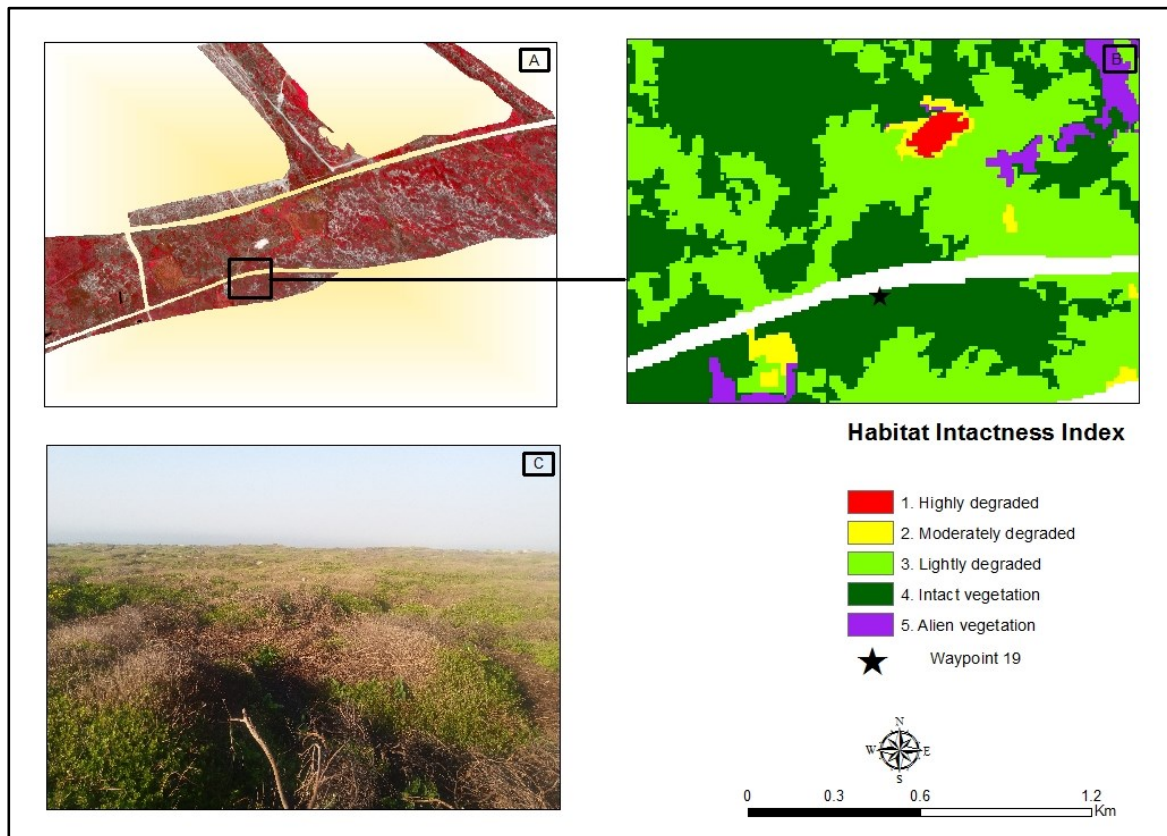 A
B
C
Habitat Intactness Index
1. Highly degraded
2. Moderately degraded
3. Lightly degraded
4. Intact vegetation
5. Alien vegetation
Waypoint 19
N
W E
S
0 0.3 0.6 1.2
Km